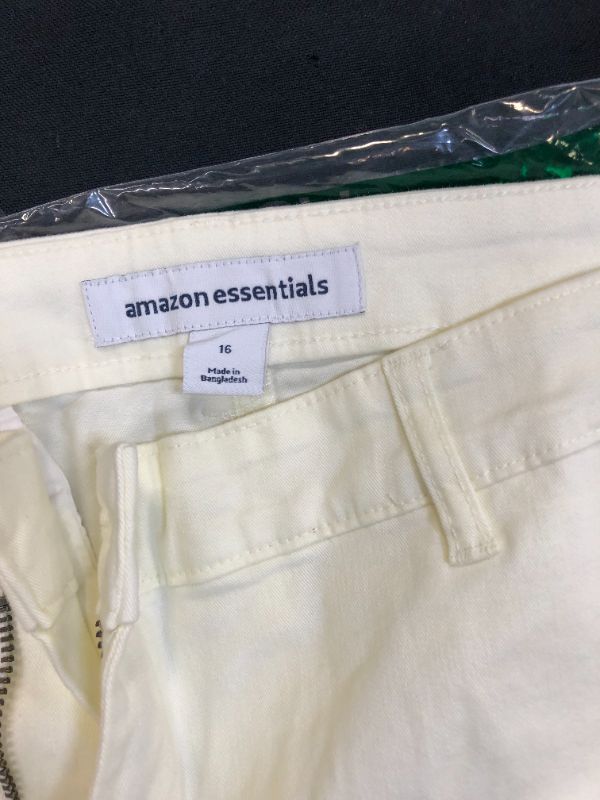 amazon essentials
16
Made in
Bangladesh